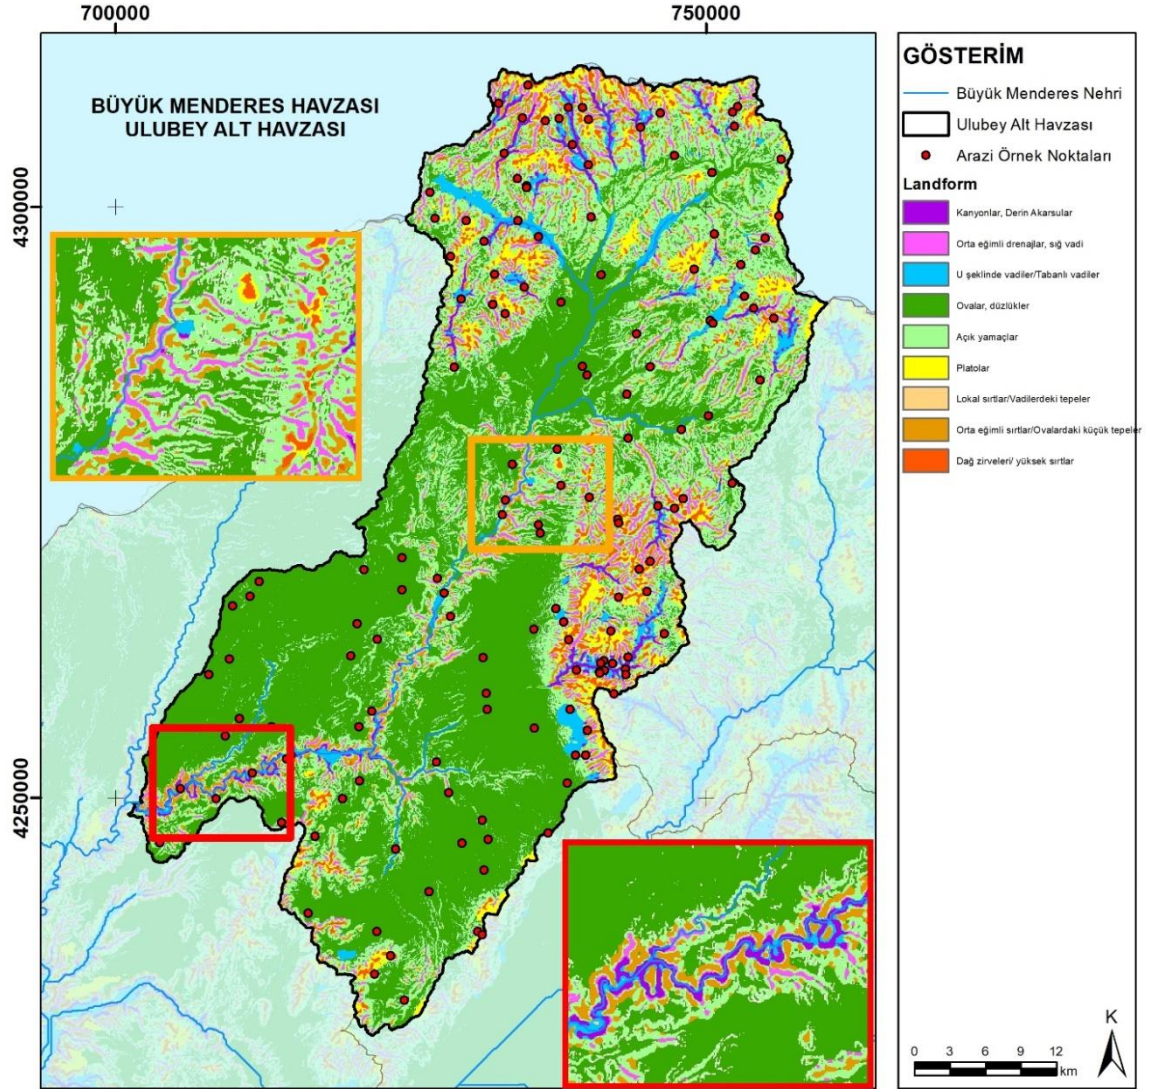 700000
750000
BÜYÜK MENDERES HAVZASI
ULUBEY ALT HAVZASI
4300000
4250000
GÖSTERİM
Büyük Menderes Nehri
Ulubey Alt Havzası
Arazi Örnek Noktaları
Landform
Kanyonlar, Derin Akarsular
Orta eğimli drenajlar, sığ vadi
U şeklinde vadiler/Tabanlı vadiler
Ovalar, düzlükler
Açık yamaçlar
Platolar
Lokal sırtlar/Vadilerdeki tepeler
Orta eğimli sırtlar/Ovalardaki küçük tepeler
Dağ zirveleri/ yüksek sırtlar
K
0 3 6 9 12
km